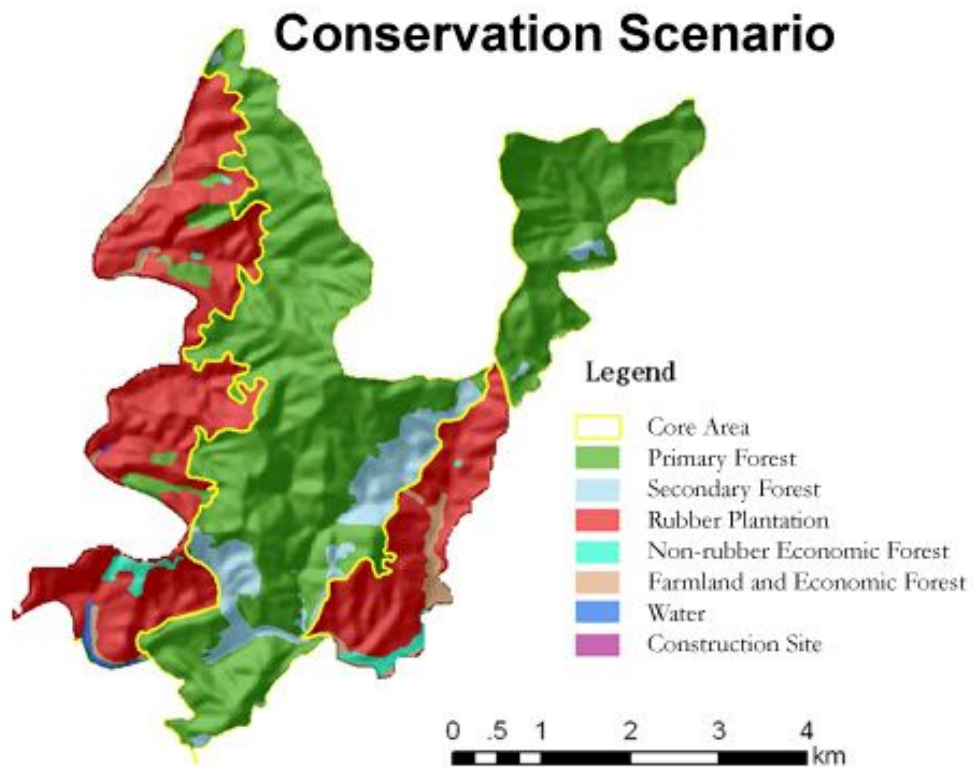 Conservation Scenario
Legend
Core Area
Primary Forest
Secondary Forest
Rubber Plantation
Non-rubber Economic Forest
Farmland and Economic Forest
Water
Construction Site
0 .5 1 2 3 4
km